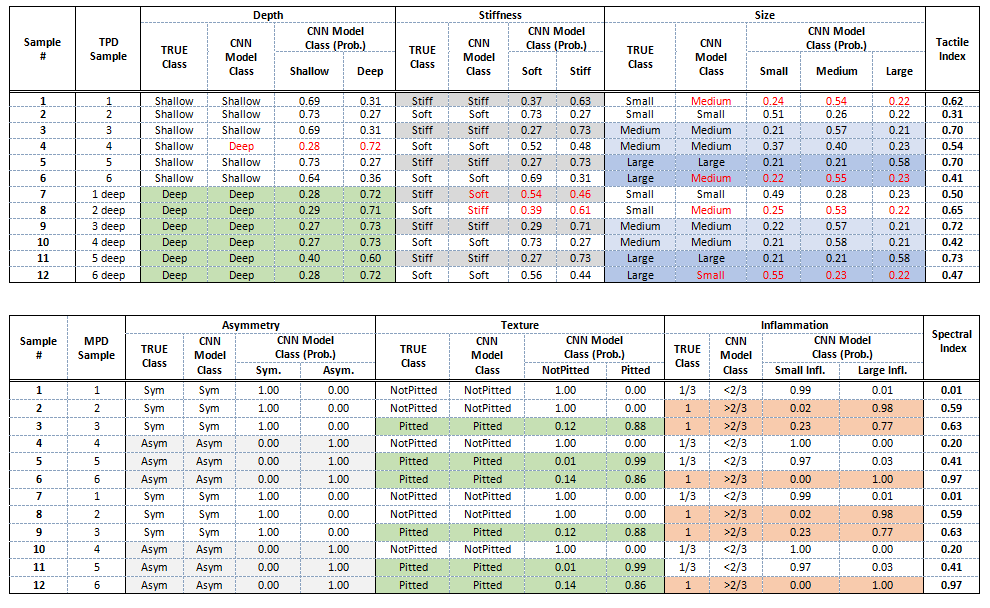 Depth Stiffness Size
Sample # TPD Sample TRUE Class CNN Model Class CNN Model Class (Prob.) TRUE Class CNN Model Class CNN Model Class (Prob.) TRUE Class CNN Model Class CNN Model Class (Prob.) Tactile Index
Shallow Deep Soft Stiff Small Medium Large
1 1 Shallow Shallow 0.69 0.31 Stiff Stiff 0.37 0.63 Small Medium 0.24 0.54 0.22 0.62
2 2 Shallow Shallow 0.73 0.27 Soft Soft 0.73 0.27 Small Small 0.51 0.26 0.22 0.31
3 3 Shallow Shallow 0.69 0.31 Stiff Stiff 0.27 0.73 Medium Medium 0.21 0.57 0.21 0.70
4 4 Shallow Deep 0.28 0.72 Soft Soft 0.52 0.48 Medium Medium 0.37 0.40 0.23 0.54
5 5 Shallow Shallow 0.73 0.27 Stiff Stiff 0.27 0.73 Large Large 0.21 0.21 0.58 0.70
6 6 Shallow Shallow 0.64 0.36 Soft Soft 0.69 0.31 Large Medium 0.22 0.55 0.23 0.41
7 1 deep Deep Deep 0.28 0.72 Stiff Soft 0.54 0.46 Small Small 0.49 0.28 0.23 0.50
8 2 deep Deep Deep 0.29 0.71 Soft Stiff 0.39 0.61 Small Medium 0.25 0.53 0.22 0.65
9 3 deep Deep Deep 0.27 0.73 Stiff Stiff 0.29 0.71 Medium Medium 0.22 0.57 0.21 0.72
10 4 deep Deep Deep 0.27 0.73 Soft Soft 0.73 0.27 Medium Medium 0.21 0.58 0.21 0.42
11 5 deep Deep Deep 0.40 0.60 Stiff Stiff 0.27 0.73 Large Large 0.21 0.21 0.58 0.73
12 6 deep Deep Deep 0.28 0.72 Soft Soft 0.56 0.44 Large Small 0.55 0.23 0.22 0.47
Asymmetry Texture Inflammation
Sample # MPD Sample TRUE Class CNN Model Class CNN Model Class (Prob.) TRUE Class CNN Model Class CNN Model Class (Prob.) TRUE Class CNN Model Class CNN Model Class (Prob.) Spectral Index
Sym. Asym. NotPitted Pitted Small Infl. Large Infl.
1 1 Sym Sym 1.00 0.00 NotPitted NotPitted 1.00 0.00 1/3 <2/3 0.99 0.01 0.01
2 2 Sym Sym 1.00 0.00 NotPitted NotPitted 1.00 0.00 1 >2/3 0.02 0.98 0.59
3 3 Sym Sym 1.00 0.00 Pitted Pitted 0.12 0.88 1 >2/3 0.23 0.77 0.63
4 4 Asym Asym 0.00 1.00 NotPitted NotPitted 1.00 0.00 1/3 <2/3 1.00 0.00 0.20
5 5 Asym Asym 0.00 1.00 Pitted Pitted 0.01 0.99 1/3 <2/3 0.97 0.03 0.41
6 6 Asym Asym 0.00 1.00 Pitted Pitted 0.14 0.86 1 >2/3 0.00 1.00 0.97
7 1 Sym Sym 1.00 0.00 NotPitted NotPitted 1.00 0.00 1/3 <2/3 0.99 0.01 0.01
8 2 Sym Sym 1.00 0.00 NotPitted NotPitted 1.00 0.00 1 >2/3 0.02 0.98 0.59
9 3 Sym Sym 1.00 0.00 Pitted Pitted 0.12 0.88 1 >2/3 0.23 0.77 0.63
10 4 Asym Asym 0.00 1.00 NotPitted NotPitted 1.00 0.00 1/3 <2/3 1.00 0.00 0.20
11 5 Asym Asym 0.00 1.00 Pitted Pitted 0.01 0.99 1/3 <2/3 0.97 0.03 0.41
12 6 Asym Asym 0.00 1.00 Pitted Pitted 0.14 0.86 1 >2/3 0.00 1.00 0.97